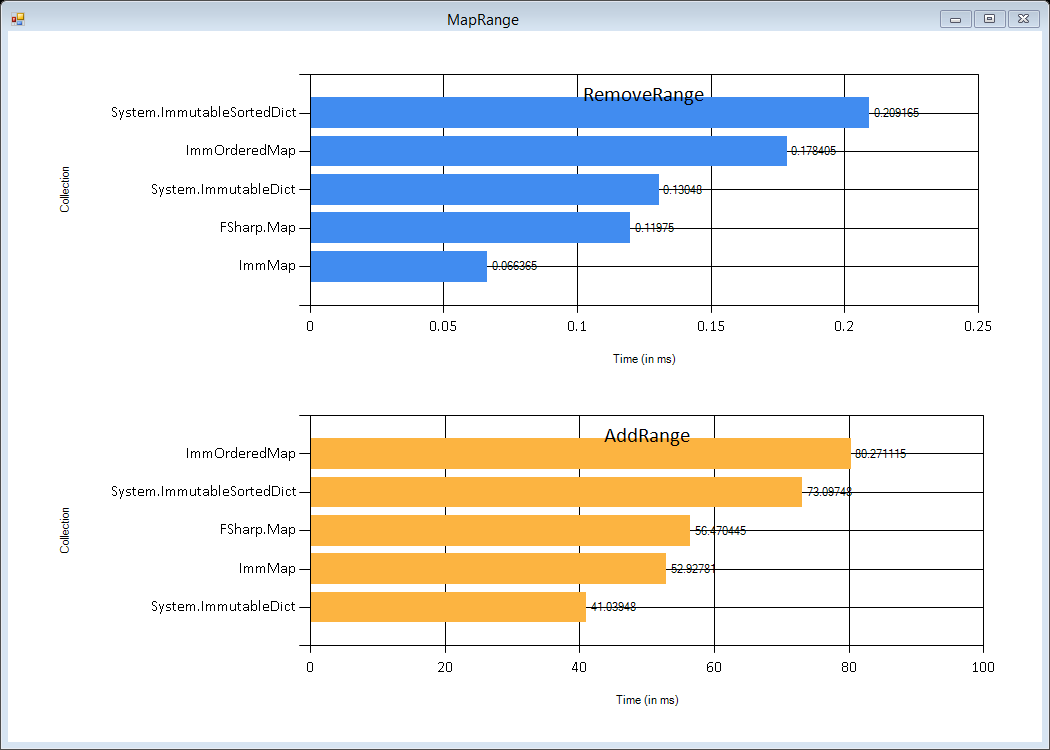 MapRange
RemoveRange
Collection
System.ImmutableSortedDict 0.209165
ImmOrderedMap 0.178405
System.ImmutableDict 0.13048
FSharp.Map 0.11975
ImmMap 0.066365
0 0.05 0.1 0.15 0.2 0.25
Time (in ms)
AddRange
Collection
ImmOrderedMap 80.271115
System.ImmutableSortedDict 73.09748
FSharp.Map 56.470445
ImmMap 52.92781
System.ImmutableDict 41.03948
0 20 40 60 80 100
Time (in ms)